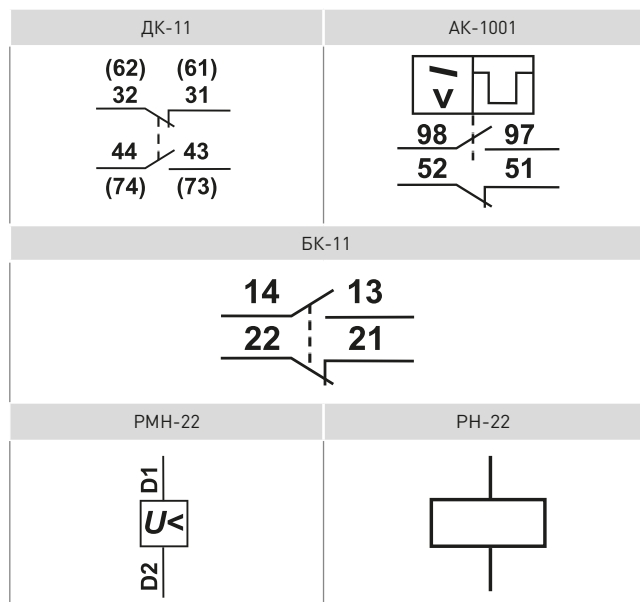 ДК-11
АК-1001
(62) (61)
32 31
44 43
(74) (73)
I
>
98 97
52 51
БК-11
14 13
22 21
РМН-22
РН-22
D1
U<
D2